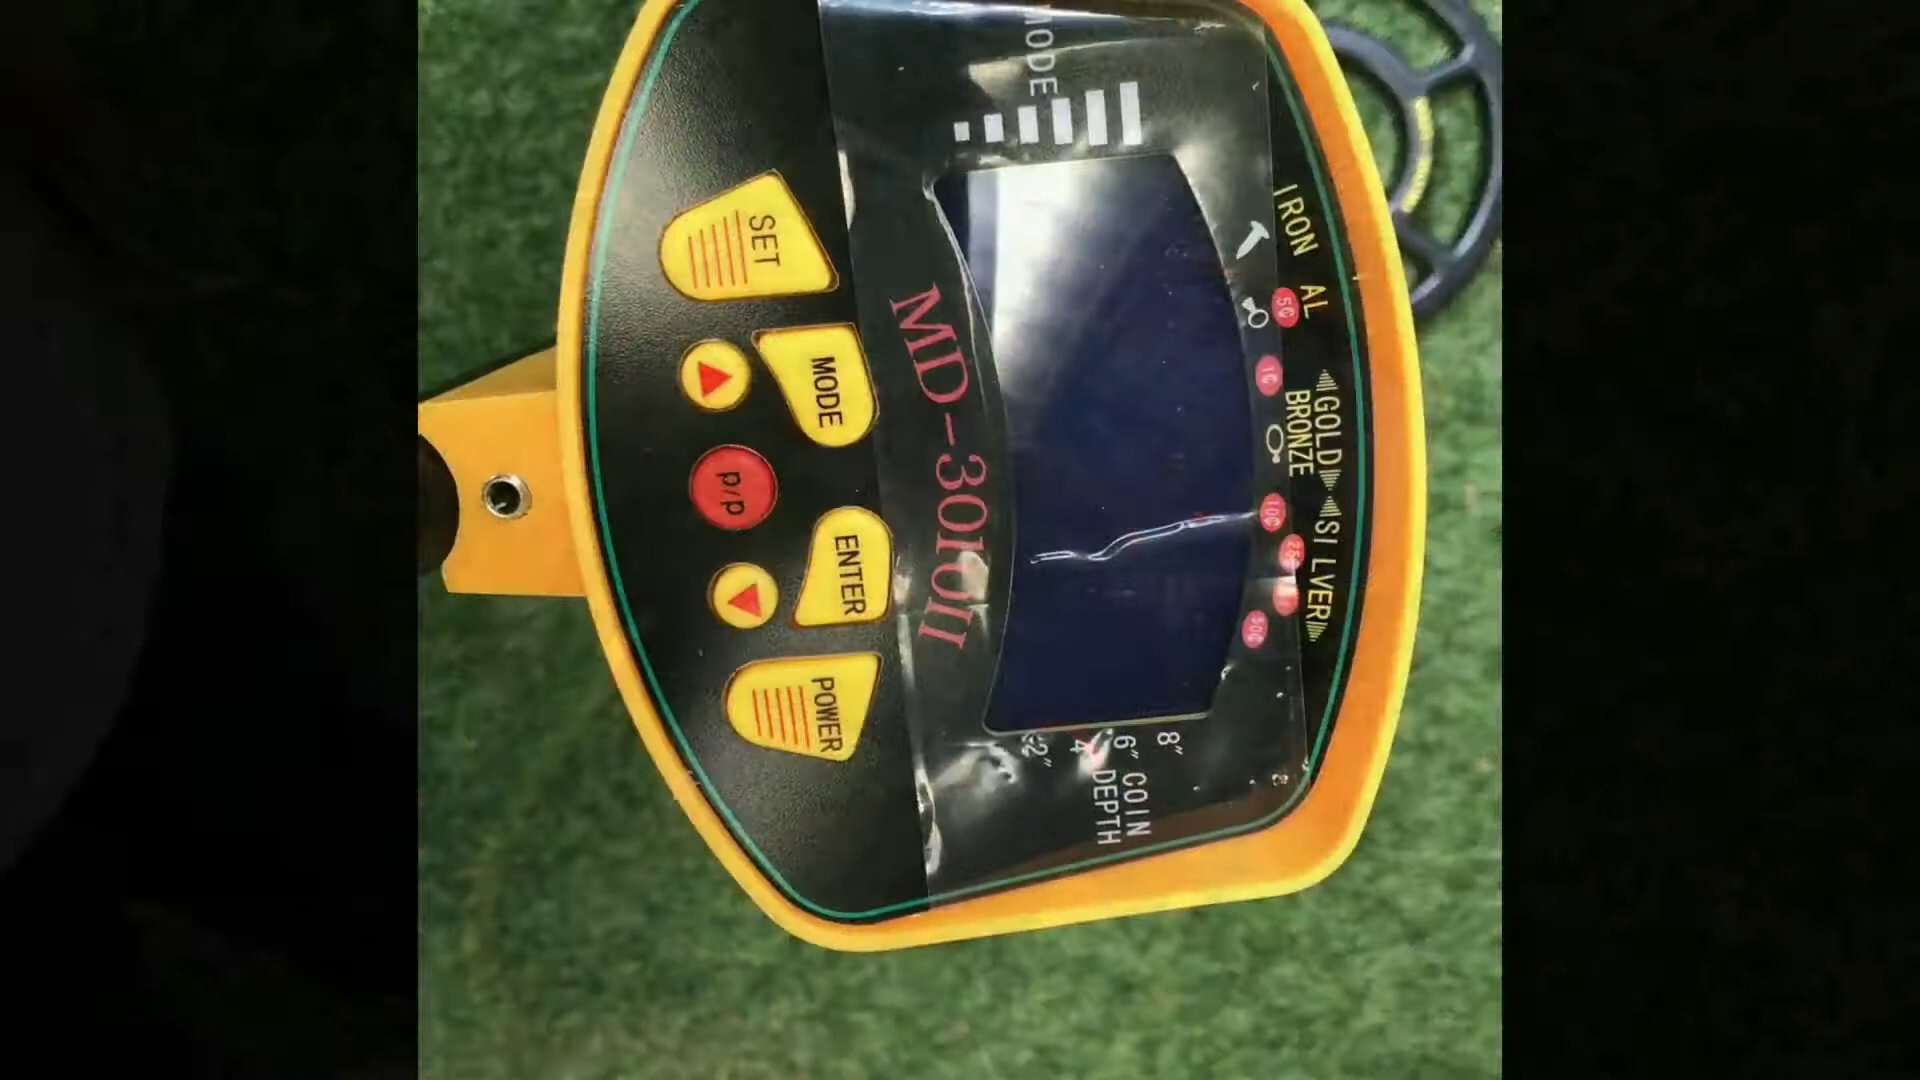 IRON AL ◀GOLD▶ ◀SILVER▶
BRONZE
5¢ 1¢ 10¢ 25¢ 50¢
MODE
8"
6"
4
2"
COIN
DEPTH
MD-3010II
SET
MODE
P/P
ENTER
POWER